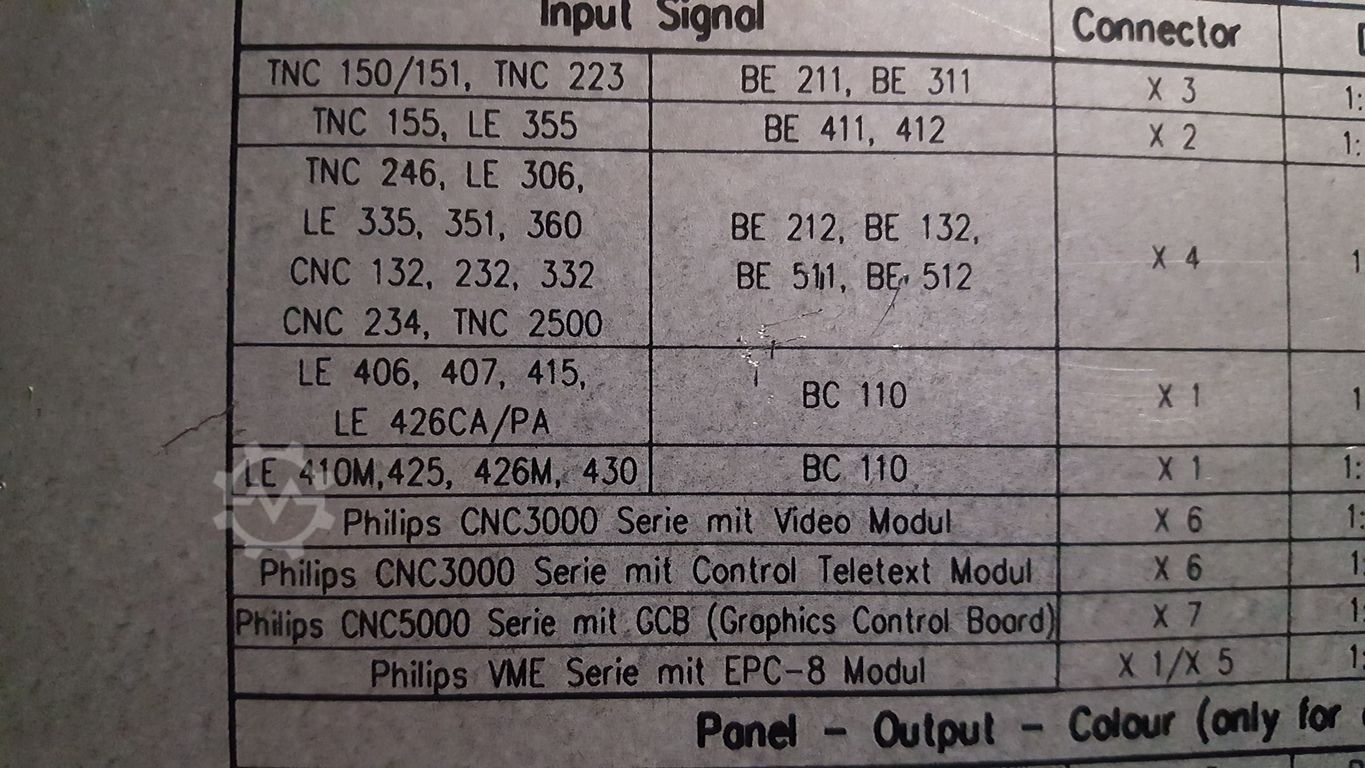 Input Signal Connector
TNC 150/151, TNC 223 BE 211, BE 311 X 3 1:
TNC 155, LE 355 BE 411, 412 X 2 1:
TNC 246, LE 306,
LE 335, 351, 360
CNC 132, 232, 332
CNC 234, TNC 2500
BE 212, BE 132,
BE 511, BE 512
X 4 1
LE 406, 407, 415,
LE 426CA/PA
BC 110 X 1 1
LE 410M,425, 426M, 430 BC 110 X 1 1:
Philips CNC3000 Serie mit Video Modul X 6 1:
Philips CNC3000 Serie mit Control Teletext Modul X 6 1:
Philips CNC5000 Serie mit GCB (Graphics Control Board) X 7 1:
Philips VME Serie mit EPC-8 Modul X 1/X 5 1:
Panel - Output - Colour (only for